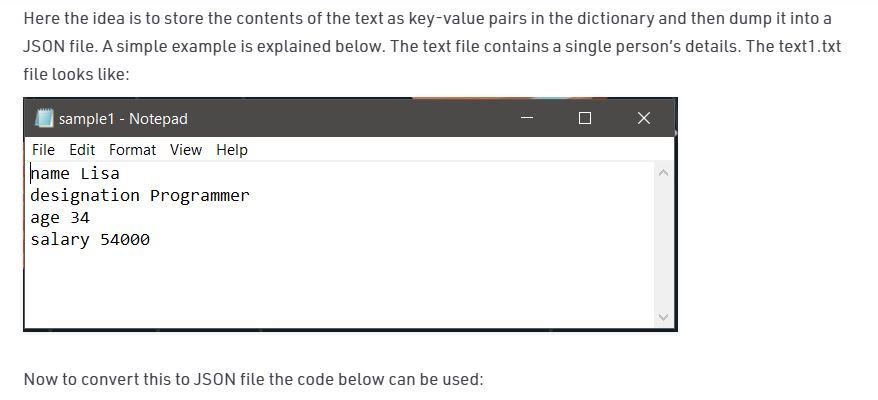 Here the idea is to store the contents of the text as key-value pairs in the dictionary and then dump it into a
JSON file. A simple example is explained below. The text file contains a single person's details. The text1.txt
file looks like:
sample1 - Notepad
File Edit Format View Help
name Lisa
designation Programmer
age 34
salary 54000
Now to convert this to JSON file the code below can be used: